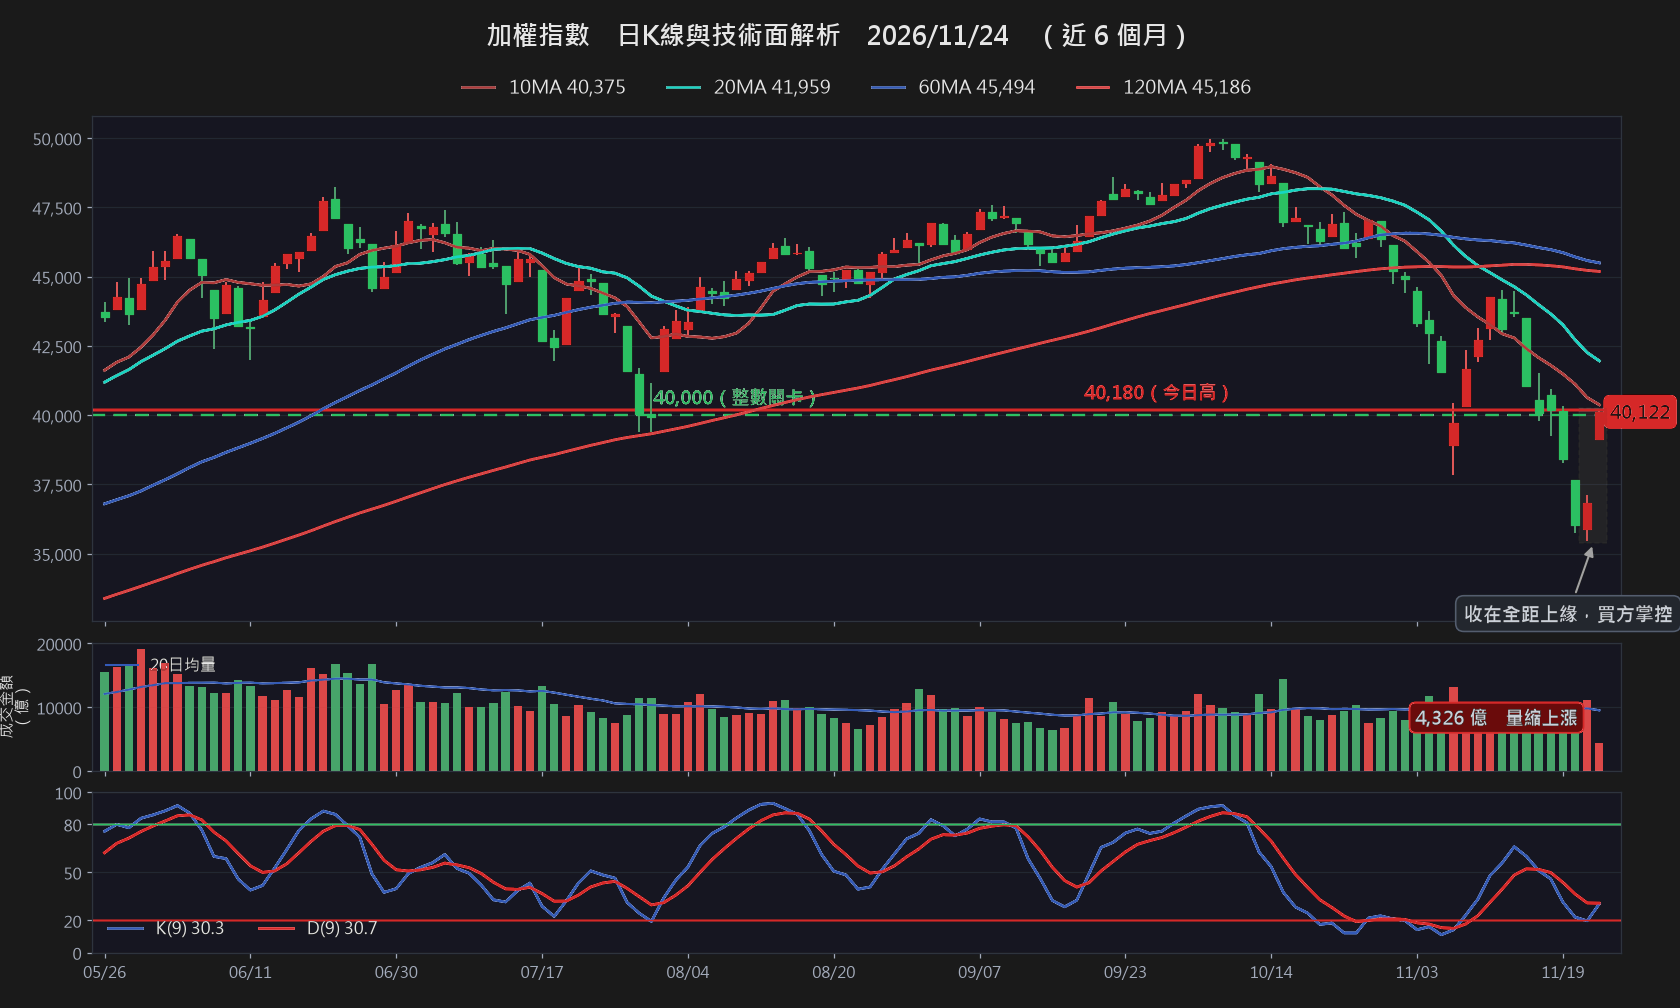 加權指數　日K線與技術面解析　2026/11/24　（近 6 個月）
10MA 40,375　20MA 41,959　60MA 45,494　120MA 45,186
50,000
47,500
45,000
42,500
40,000
37,500
35,000
40,000（整數關卡）
40,180（今日高）
40,122
收在全距上緣，買方掌控
成交金額
（億）
20000
10000
0
20日均量
4,326 億　量縮上漲
100
80
50
20
0
K(9) 30.3　D(9) 30.7
05/26　06/11　06/30　07/17　08/04　08/20　09/07　09/23　10/14　11/03　11/19